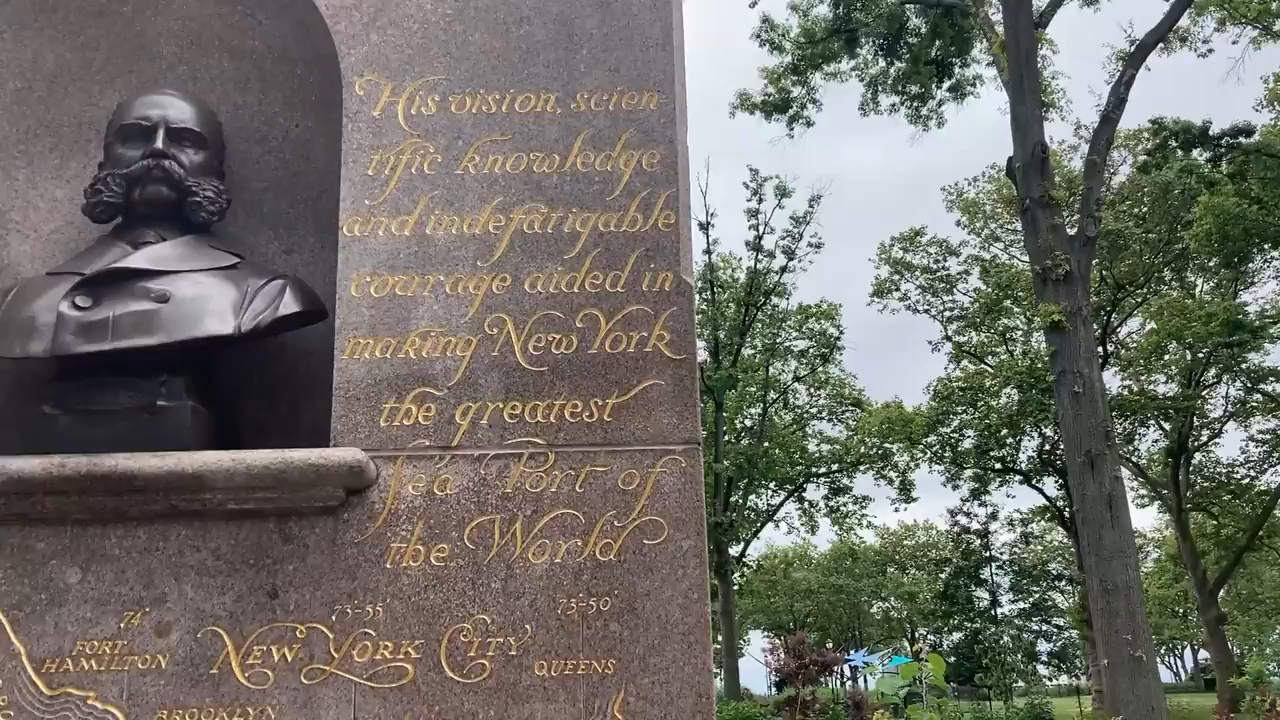 His vision, scien-
tific knowledge
and indefatigable
courage aided in
making New York
the greatest
Sea Port of
the World
74
73-55'
73-50'
FORT
HAMILTON
NEW YORK CITY
QUEENS
BROOKLYN